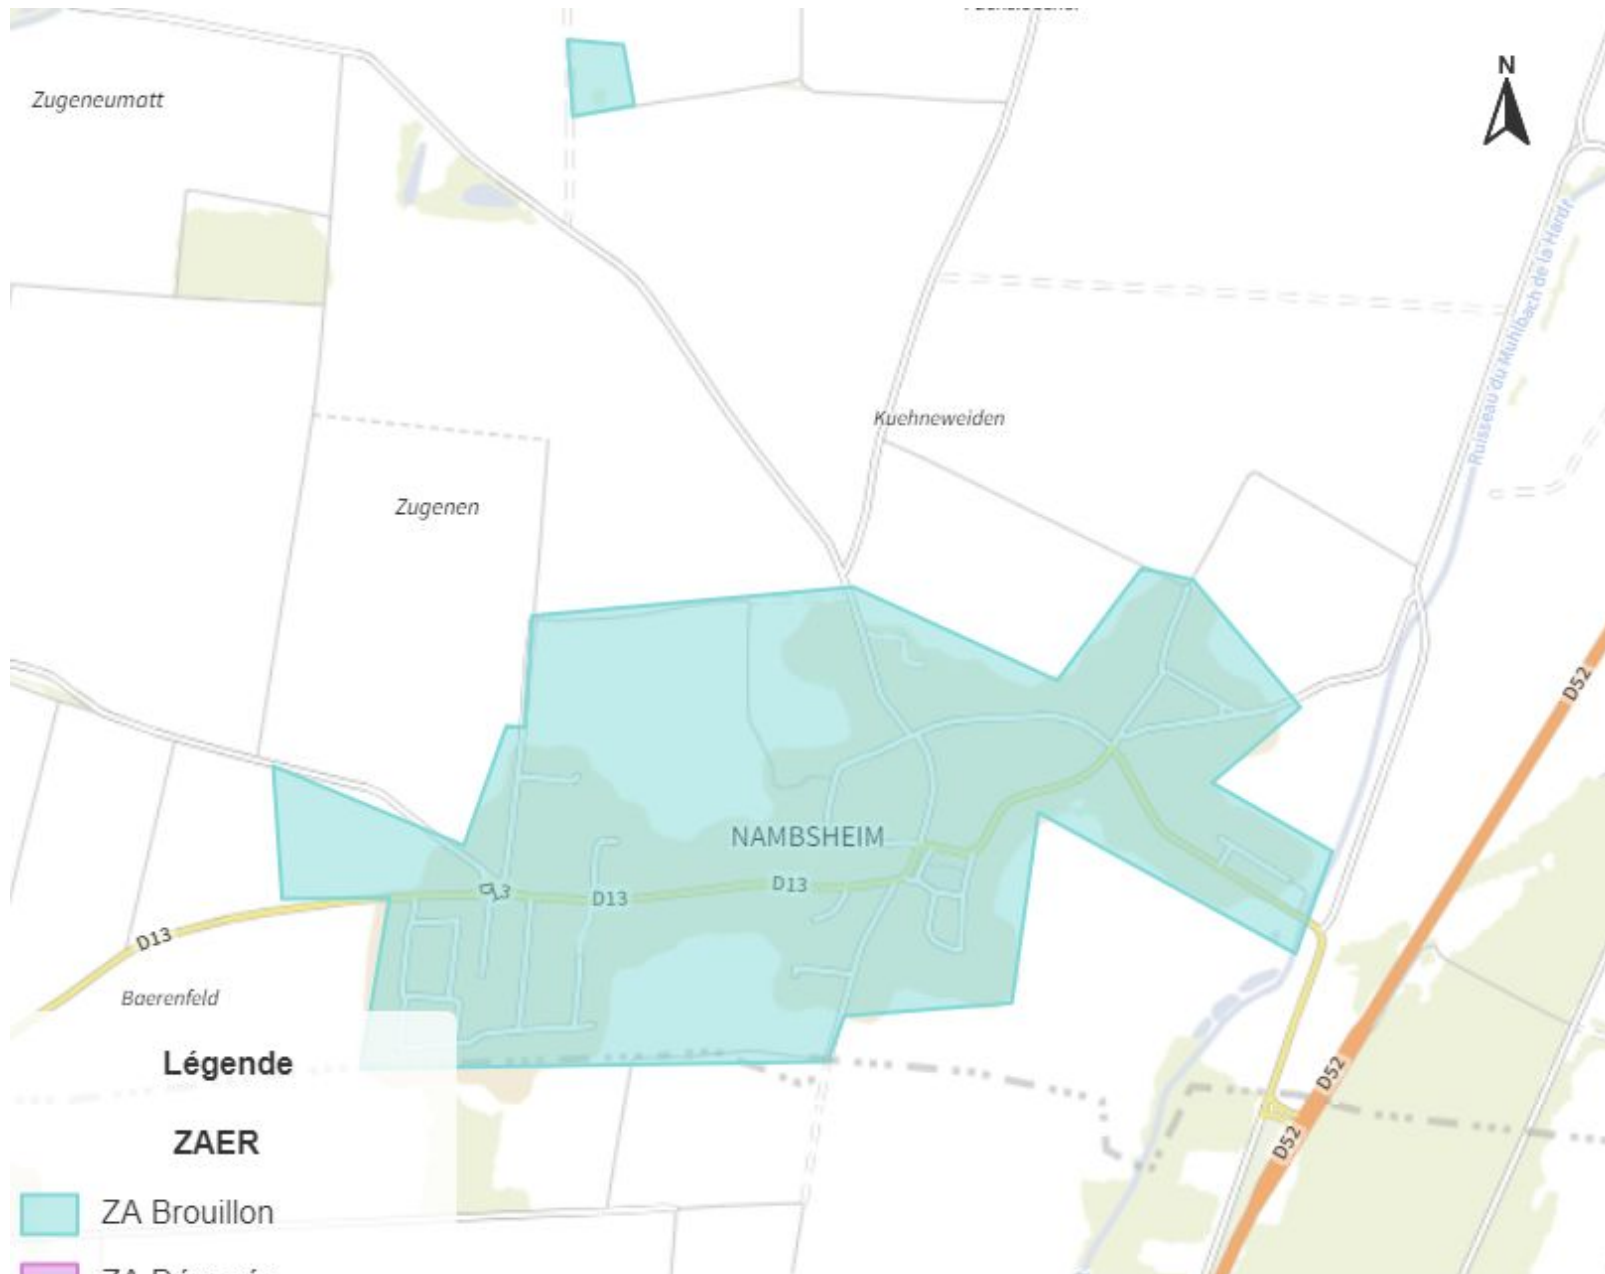 N
Zugeneumatt
Ruisseau du Muhlbach de la Hardt
Kuehneweiden
Zugenen
D52
NAMBSHEIM
D13
D13
D13
D13
Baerenfeld
D52
D52
Légende
ZAER
ZA Brouillon